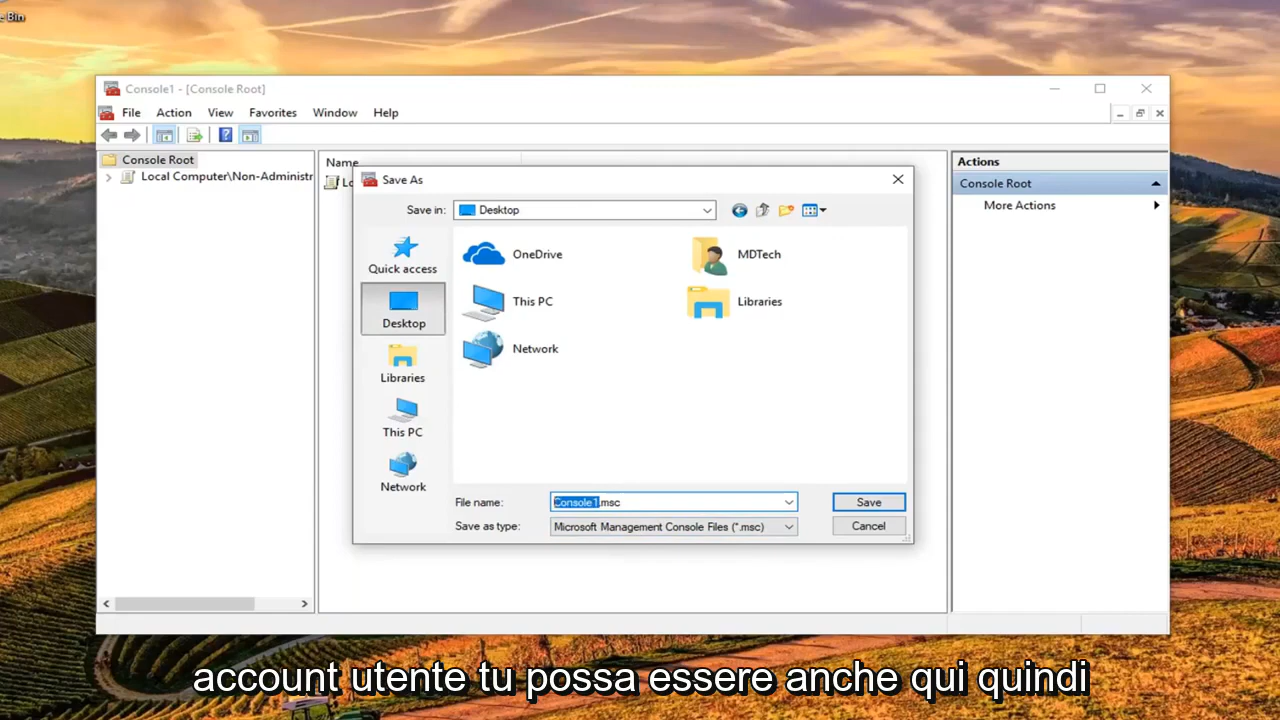 e Bin
Console1 - [Console Root]
File Action View Favorites Window Help
Console Root
Local Computer\Non-Administr
Name
Actions
Console Root
More Actions
Save As
Save in: Desktop
Quick access
Desktop
Libraries
This PC
Network
OneDrive
MDTech
This PC
Libraries
Network
File name: Console1.msc
Save
Save as type: Microsoft Management Console Files (*.msc)
Cancel
account utente tu possa essere anche qui quindi